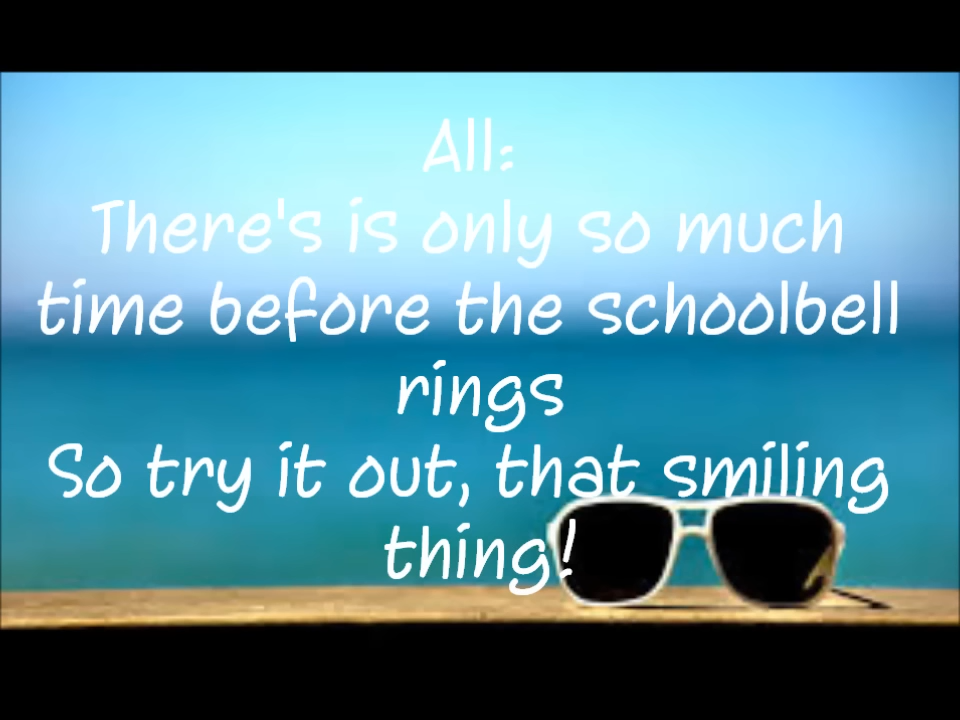 All:
There's is only so much
time before the schoolbell
rings
So try it out, that smiling
thing!